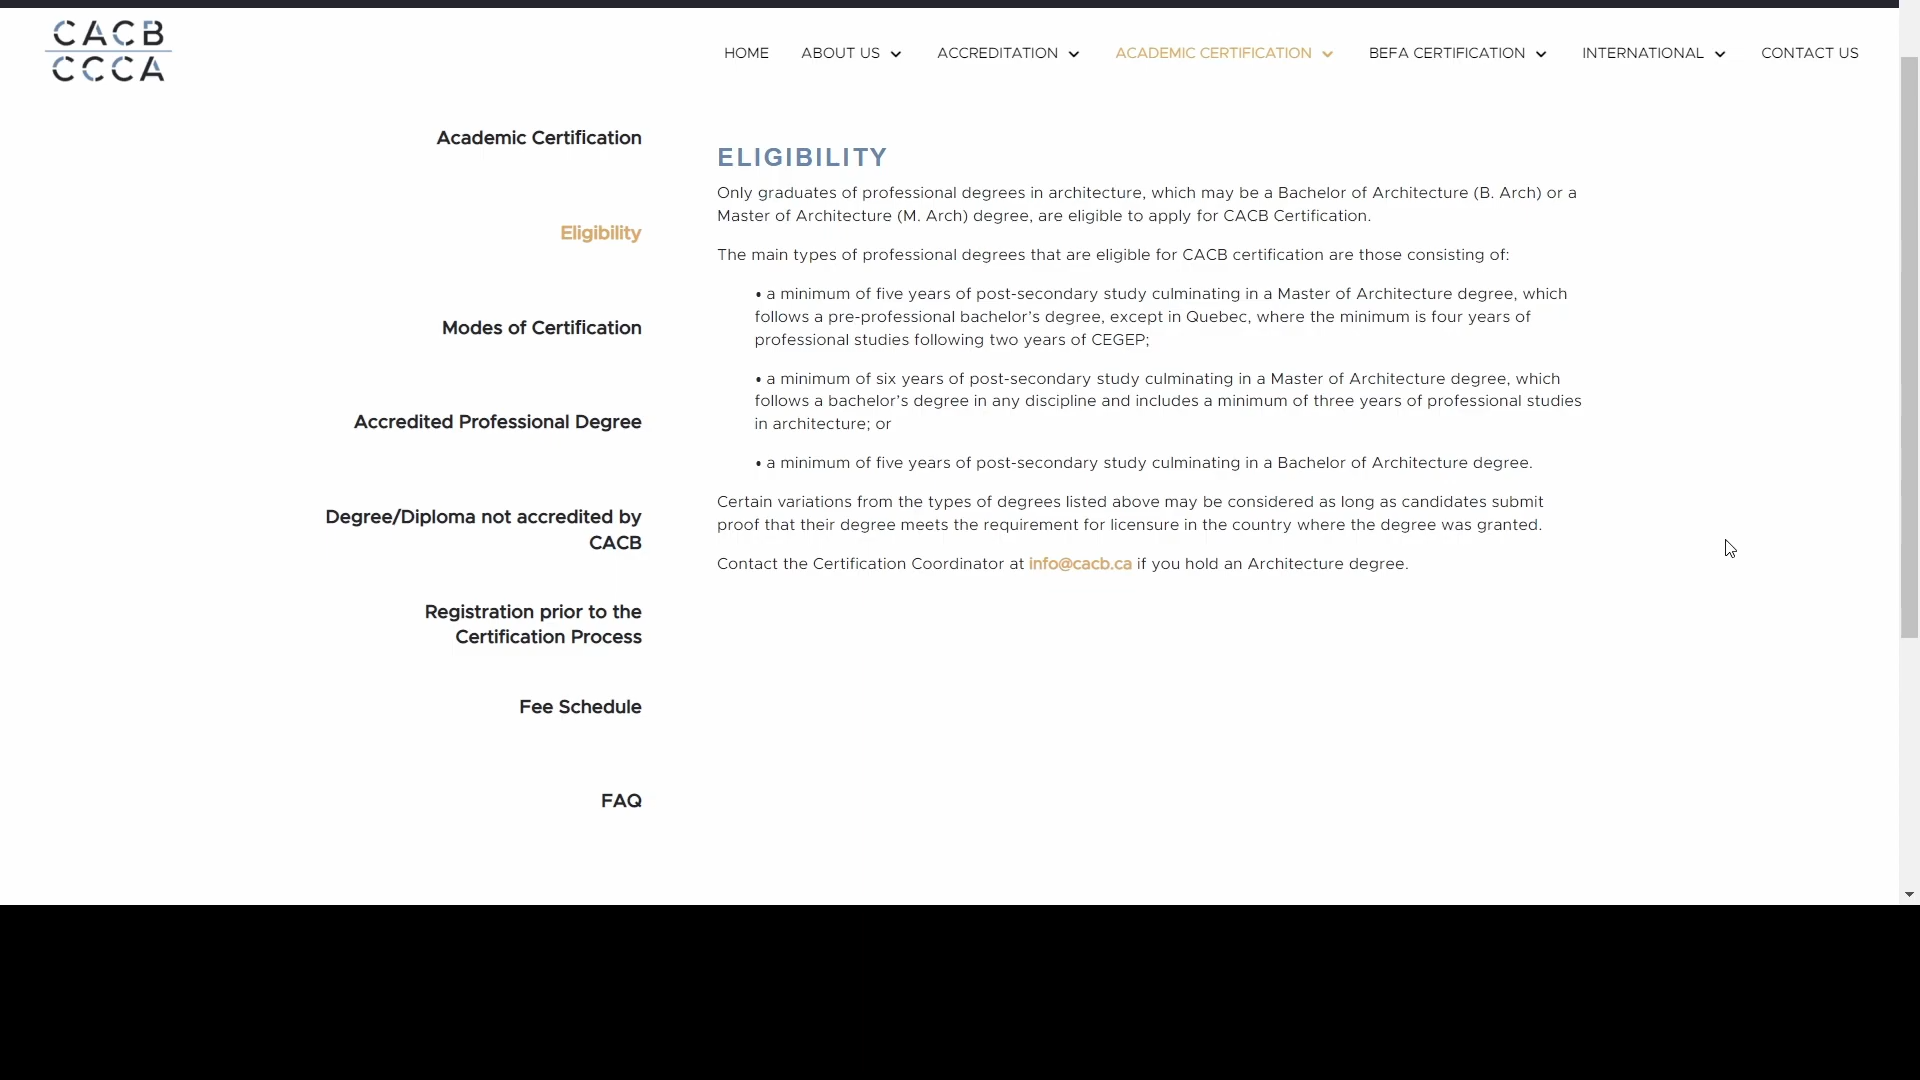 CACB
CCCA
HOME ABOUT US ACCREDITATION ACADEMIC CERTIFICATION BEFA CERTIFICATION INTERNATIONAL CONTACT US
Academic Certification
Eligibility
Modes of Certification
Accredited Professional Degree
Degree/Diploma not accredited by
CACB
Registration prior to the
Certification Process
Fee Schedule
FAQ
ELIGIBILITY
Only graduates of professional degrees in architecture, which may be a Bachelor of Architecture (B. Arch) or a
Master of Architecture (M. Arch) degree, are eligible to apply for CACB Certification.
The main types of professional degrees that are eligible for CACB certification are those consisting of:
• a minimum of five years of post-secondary study culminating in a Master of Architecture degree, which
follows a pre-professional bachelor’s degree, except in Quebec, where the minimum is four years of
professional studies following two years of CEGEP;
• a minimum of six years of post-secondary study culminating in a Master of Architecture degree, which
follows a bachelor’s degree in any discipline and includes a minimum of three years of professional studies
in architecture; or
• a minimum of five years of post-secondary study culminating in a Bachelor of Architecture degree.
Certain variations from the types of degrees listed above may be considered as long as candidates submit
proof that their degree meets the requirement for licensure in the country where the degree was granted.
Contact the Certification Coordinator at info@cacb.ca if you hold an Architecture degree.